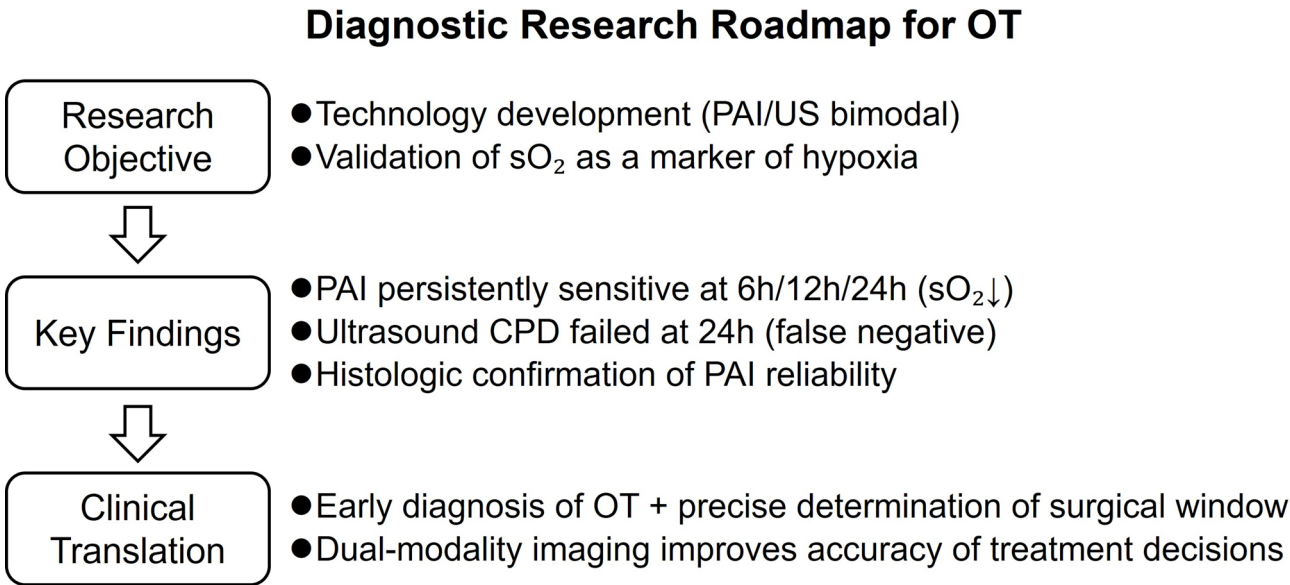 Diagnostic Research Roadmap for OT
Research
Objective
●Technology development (PAI/US bimodal)
●Validation of sO₂ as a marker of hypoxia
Key Findings
●PAI persistently sensitive at 6h/12h/24h (sO₂↓)
●Ultrasound CPD failed at 24h (false negative)
●Histologic confirmation of PAI reliability
Clinical
Translation
●Early diagnosis of OT + precise determination of surgical window
●Dual-modality imaging improves accuracy of treatment decisions